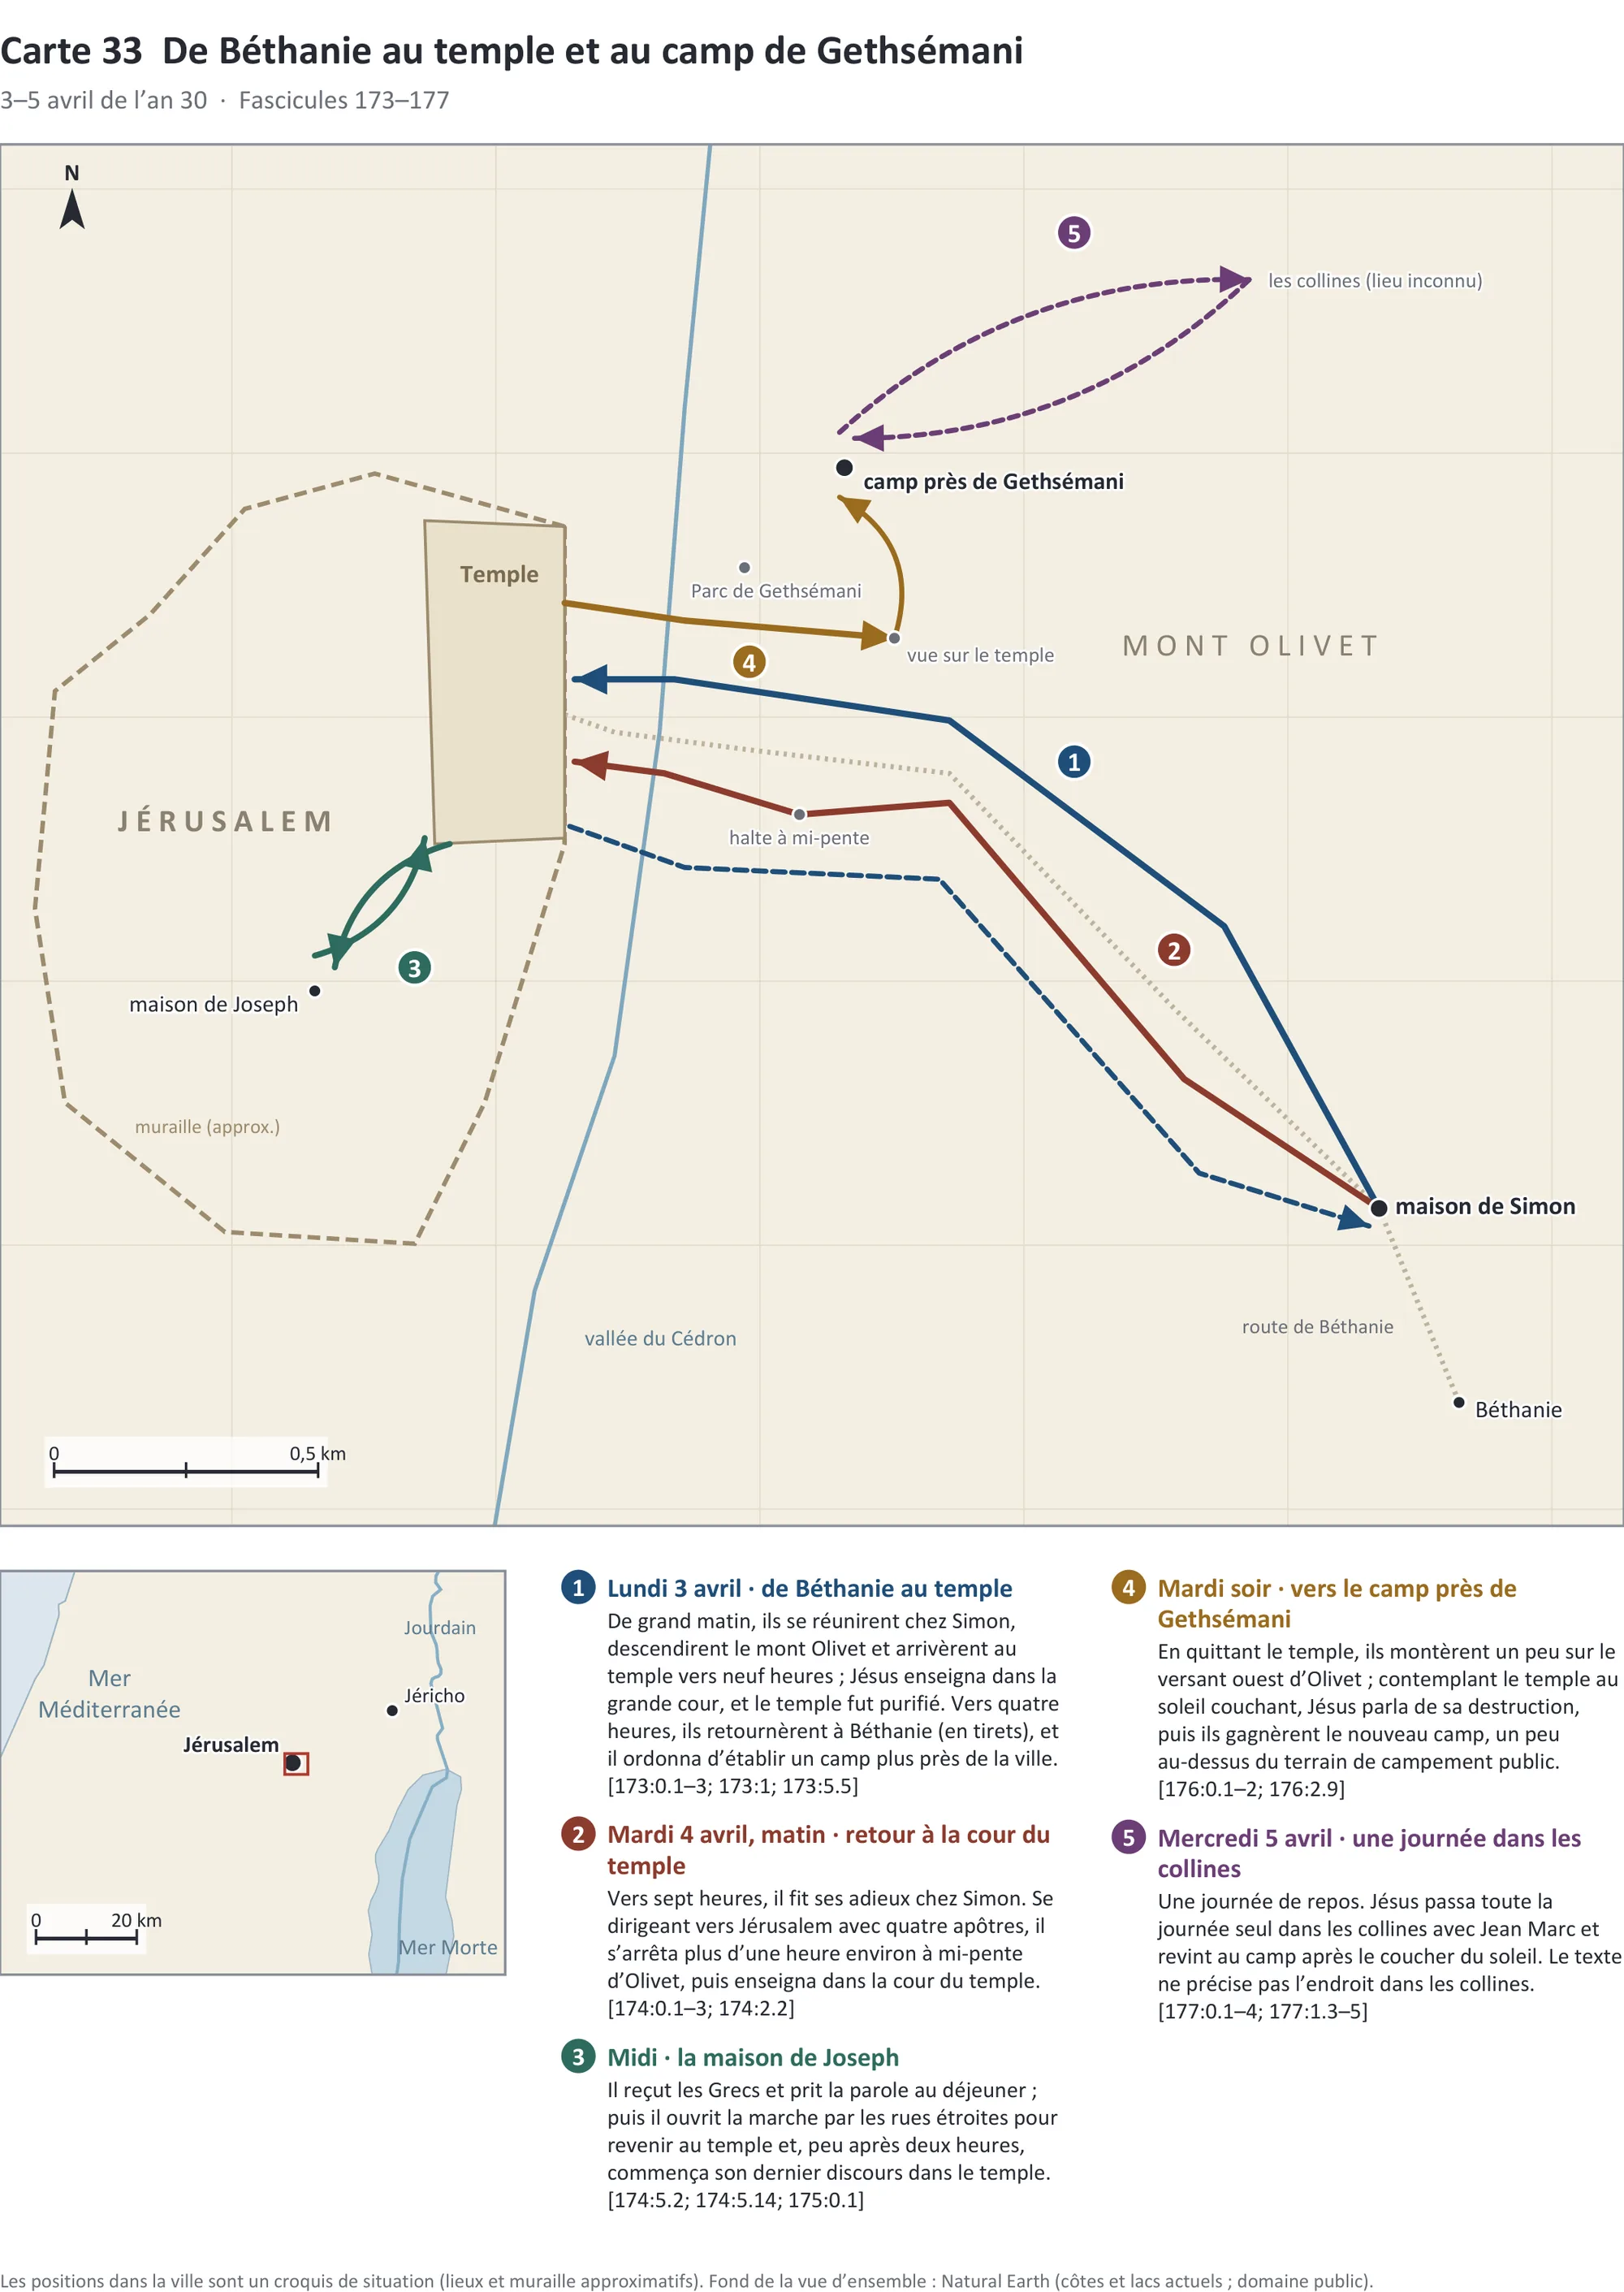 Carte 33  De Béthanie au temple et au camp de Gethsémani
3–5 avril de l’an 30 · Fascicules 173–177
N
5
les collines (lieu inconnu)
camp près de Gethsémani
Temple
Parc de Gethsémani
MONT OLIVET
vue sur le temple
4
1
JÉRUSALEM
halte à mi-pente
2
3
maison de Joseph
muraille (approx.)
maison de Simon
route de Béthanie
vallée du Cédron
Béthanie
0 0,5 km
Jourdain
Mer
Méditerranée
Jéricho
Jérusalem
0 20 km
Mer Morte
1 Lundi 3 avril · de Béthanie au temple
De grand matin, ils se réunirent chez Simon,
descendirent le mont Olivet et arrivèrent au
temple vers neuf heures ; Jésus enseigna dans la
grande cour, et le temple fut purifié. Vers quatre
heures, ils retournèrent à Béthanie (en tirets), et
il ordonna d’établir un camp plus près de la ville.
[173:0.1–3; 173:1; 173:5.5]
2 Mardi 4 avril, matin · retour à la cour du
temple
Vers sept heures, il fit ses adieux chez Simon. Se
dirigeant vers Jérusalem avec quatre apôtres, il
s’arrêta plus d’une heure environ à mi-pente
d’Olivet, puis enseigna dans la cour du temple.
[174:0.1–3; 174:2.2]
3 Midi · la maison de Joseph
Il reçut les Grecs et prit la parole au déjeuner ;
puis il ouvrit la marche par les rues étroites pour
revenir au temple et, peu après deux heures,
commença son dernier discours dans le temple.
[174:5.2; 174:5.14; 175:0.1]
4 Mardi soir · vers le camp près de
Gethsémani
En quittant le temple, ils montèrent un peu sur le
versant ouest d’Olivet ; contemplant le temple au
soleil couchant, Jésus parla de sa destruction,
puis ils gagnèrent le nouveau camp, un peu
au-dessus du terrain de campement public.
[176:0.1–2; 176:2.9]
5 Mercredi 5 avril · une journée dans les
collines
Une journée de repos. Jésus passa toute la
journée seul dans les collines avec Jean Marc et
revint au camp après le coucher du soleil. Le texte
ne précise pas l’endroit dans les collines.
[177:0.1–4; 177:1.3–5]
Les positions dans la ville sont un croquis de situation (lieux et muraille approximatifs). Fond de la vue d’ensemble : Natural Earth (côtes et lacs actuels ; domaine public).